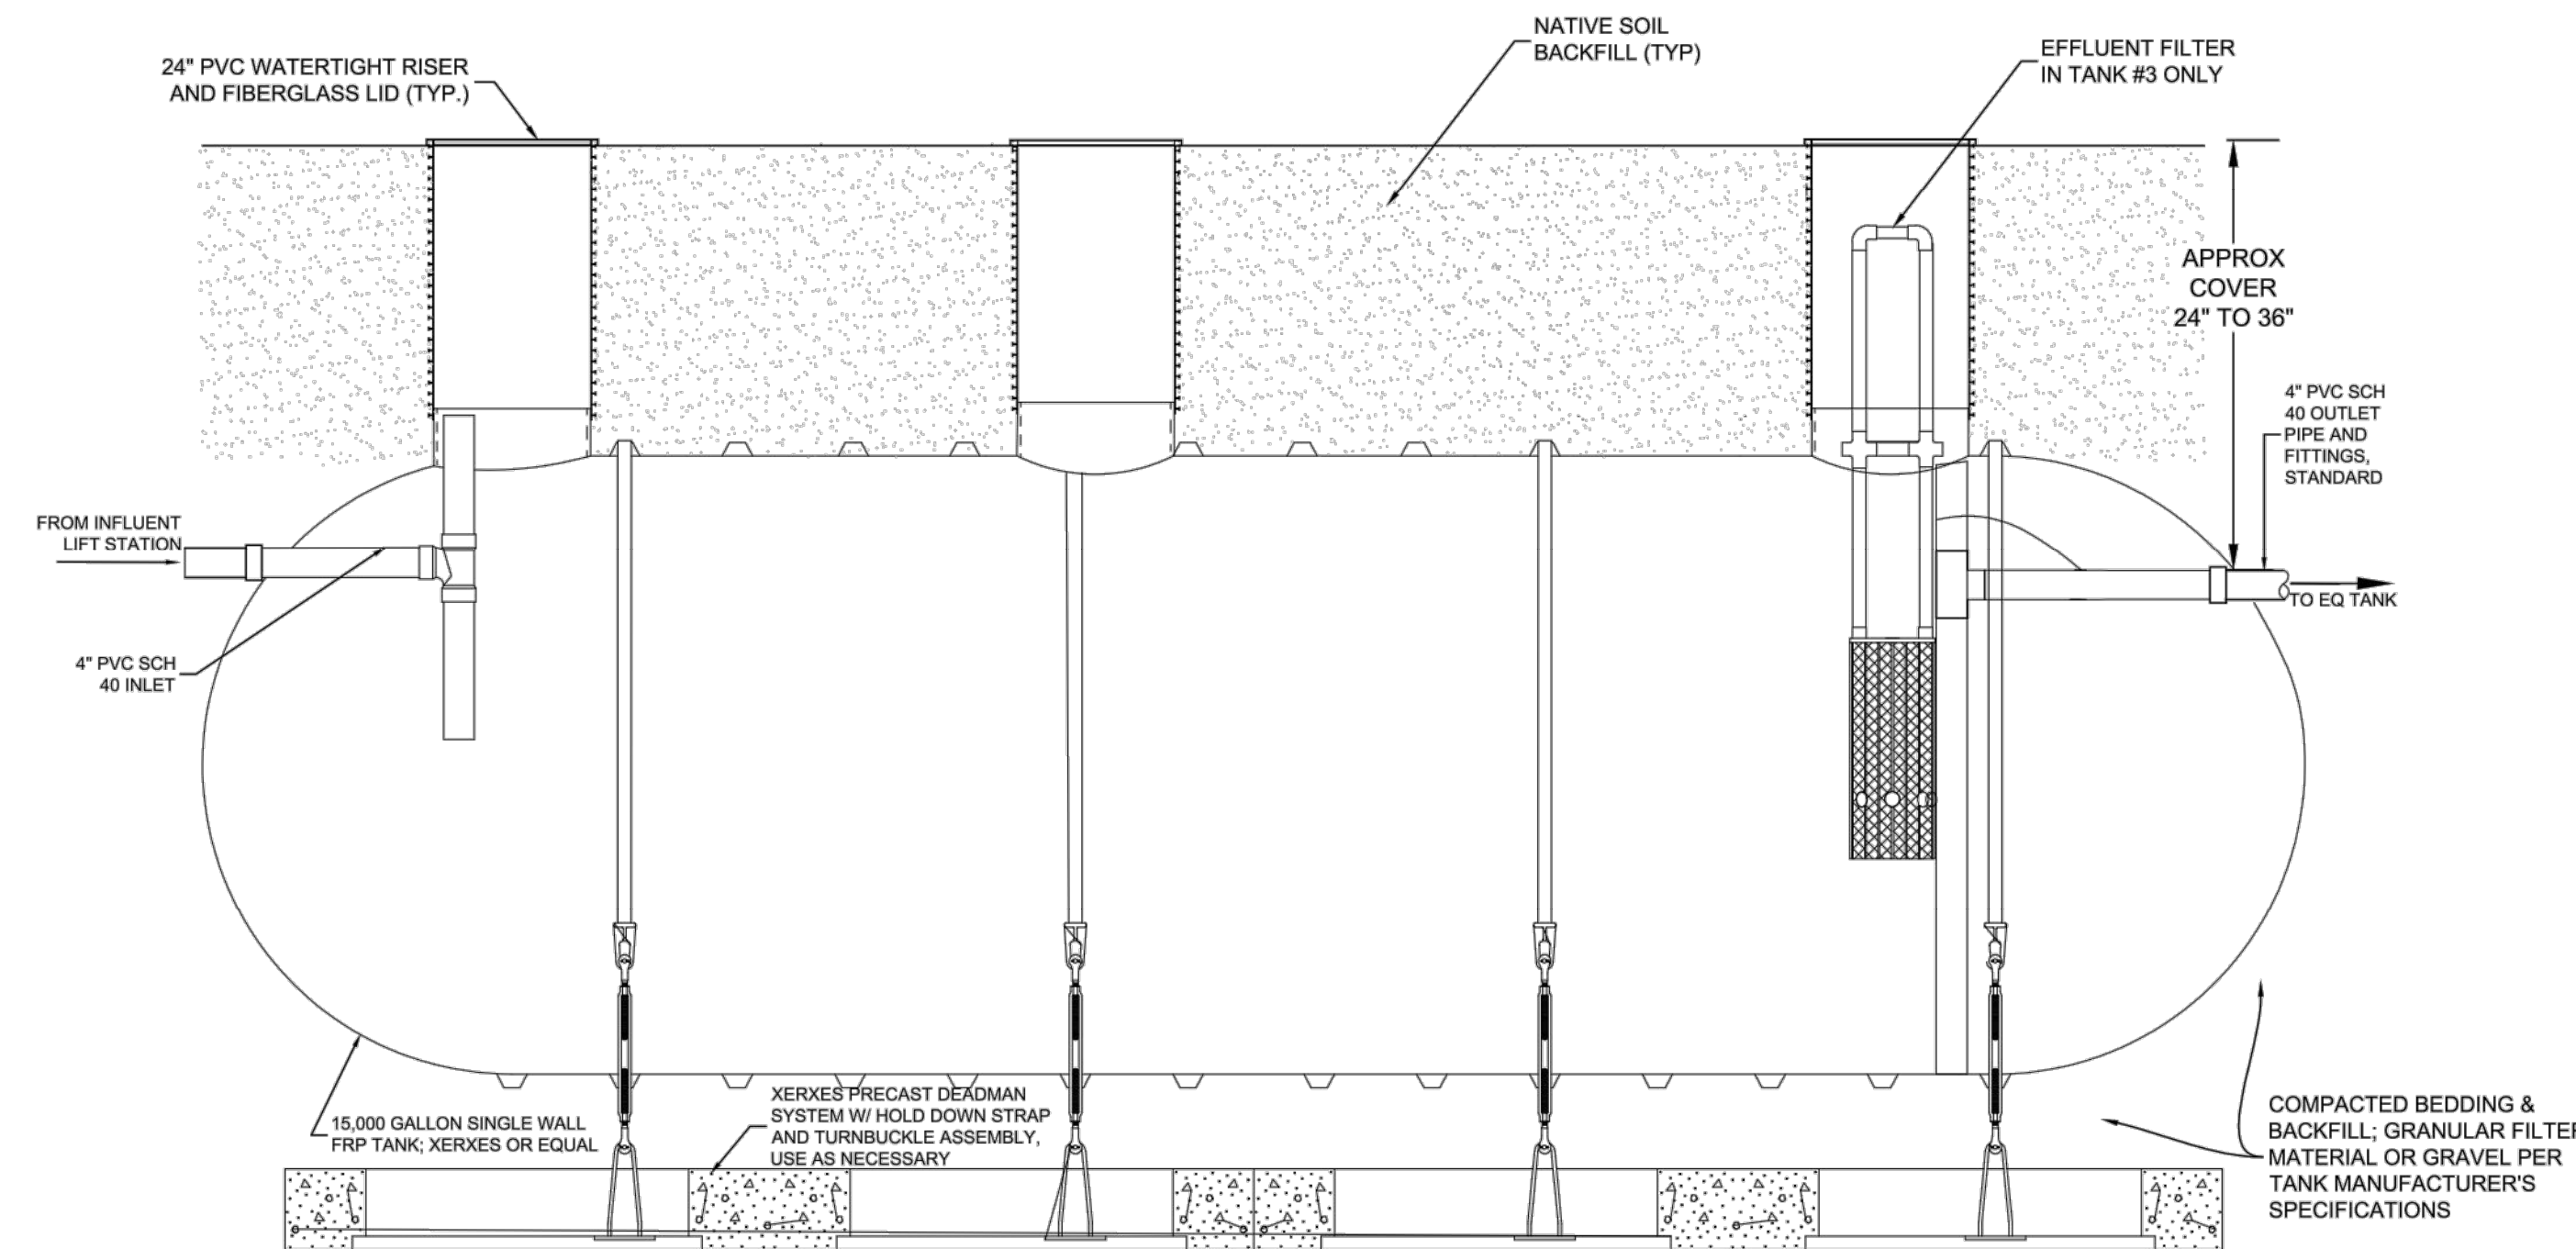 NATIVE SOIL
BACKFILL (TYP)
EFFLUENT FILTER
IN TANK #3 ONLY
24" PVC WATERTIGHT RISER
AND FIBERGLASS LID (TYP.)
APPROX
COVER
24" TO 36"
4" PVC SCH
40 OUTLET
PIPE AND
FITTINGS,
STANDARD
FROM INFLUENT
LIFT STATION
TO EQ TANK
4" PVC SCH
40 INLET
15,000 GALLON SINGLE WALL
FRP TANK; XERXES OR EQUAL
XERXES PRECAST DEADMAN
SYSTEM W/ HOLD DOWN STRAP
AND TURNBUCKLE ASSEMBLY,
USE AS NECESSARY
COMPACTED BEDDING &
BACKFILL; GRANULAR FILTER
MATERIAL OR GRAVEL PER
TANK MANUFACTURER'S
SPECIFICATIONS